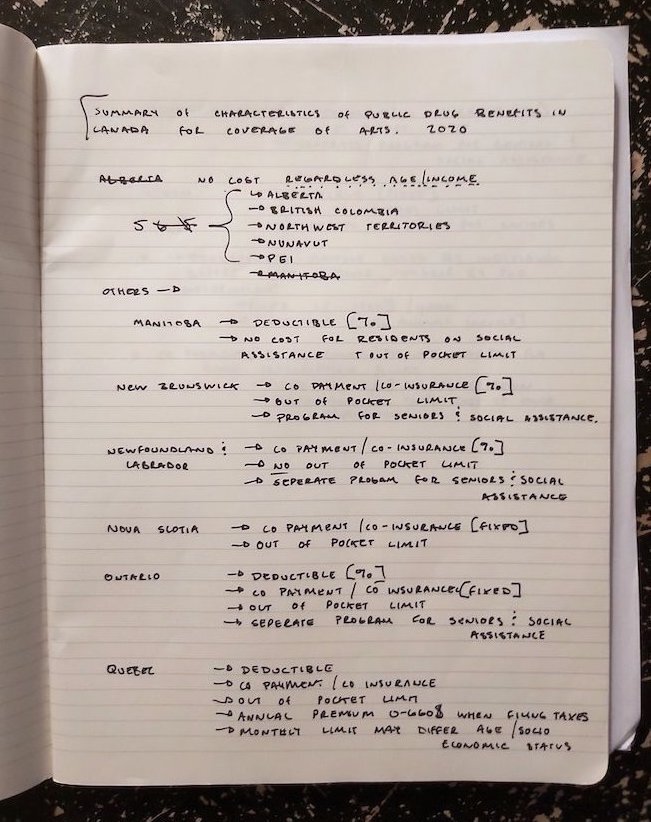 SUMMARY OF CHARACTERISTICS OF PUBLIC DRUG BENEFITS IN
CANADA FOR COVERAGE OF ARTS. 2020
ALBERTA NO COST REGARDLESS AGE/INCOME
5 6 5 → ALBERTA
→ BRITISH COLOMBIA
→ NORTHWEST TERRITORIES
→ NUNAVUT
→ PEI
→ MANITOBA
OTHERS →
MANITOBA → DEDUCTIBLE [%]
→ NO COST FOR RESIDENTS ON SOCIAL
ASSISTANCE ↑ OUT OF POCKET LIMIT
NEW BRUNSWICK → CO PAYMENT/CO-INSURANCE [%]
→ OUT OF POCKET LIMIT
→ PROGRAM FOR SENIORS & SOCIAL ASSISTANCE.
NEWFOUNDLAND & → CO PAYMENT/CO-INSURANCE [%]
LABRADOR → NO OUT OF POCKET LIMIT
→ SEPERATE PROGAM FOR SENIORS & SOCIAL
ASSISTANCE
NOVA SCOTIA → CO PAYMENT/CO-INSURANCE [FIXED]
→ OUT OF POCKET LIMIT
ONTARIO → DEDUCTIBLE [%]
→ CO PAYMENT/CO INSURANCE [FIXED]
→ OUT OF POCKET LIMIT
→ SEPERATE PROGRAM FOR SENIORS & SOCIAL
ASSISTANCE
QUEBEC → DEDUCTIBLE
→ CO PAYMENT/CO INSURANCE
→ OUT OF POCKET LIMIT
→ ANNUAL PREMIUM 0-660$ WHEN FILING TAXES
→ MONTHLY LIMIT MAY DIFFER AGE/SOCIO
ECONOMIC STATUS